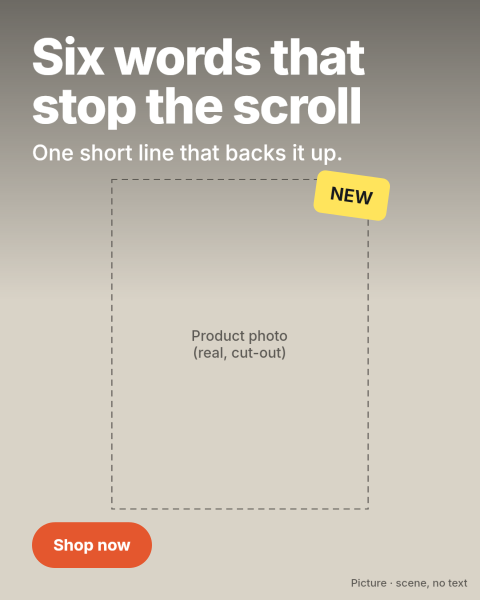 Six words that
stop the scroll
One short line that backs it up.
NEW
Product photo
(real, cut-out)
Shop now
Picture · scene, no text